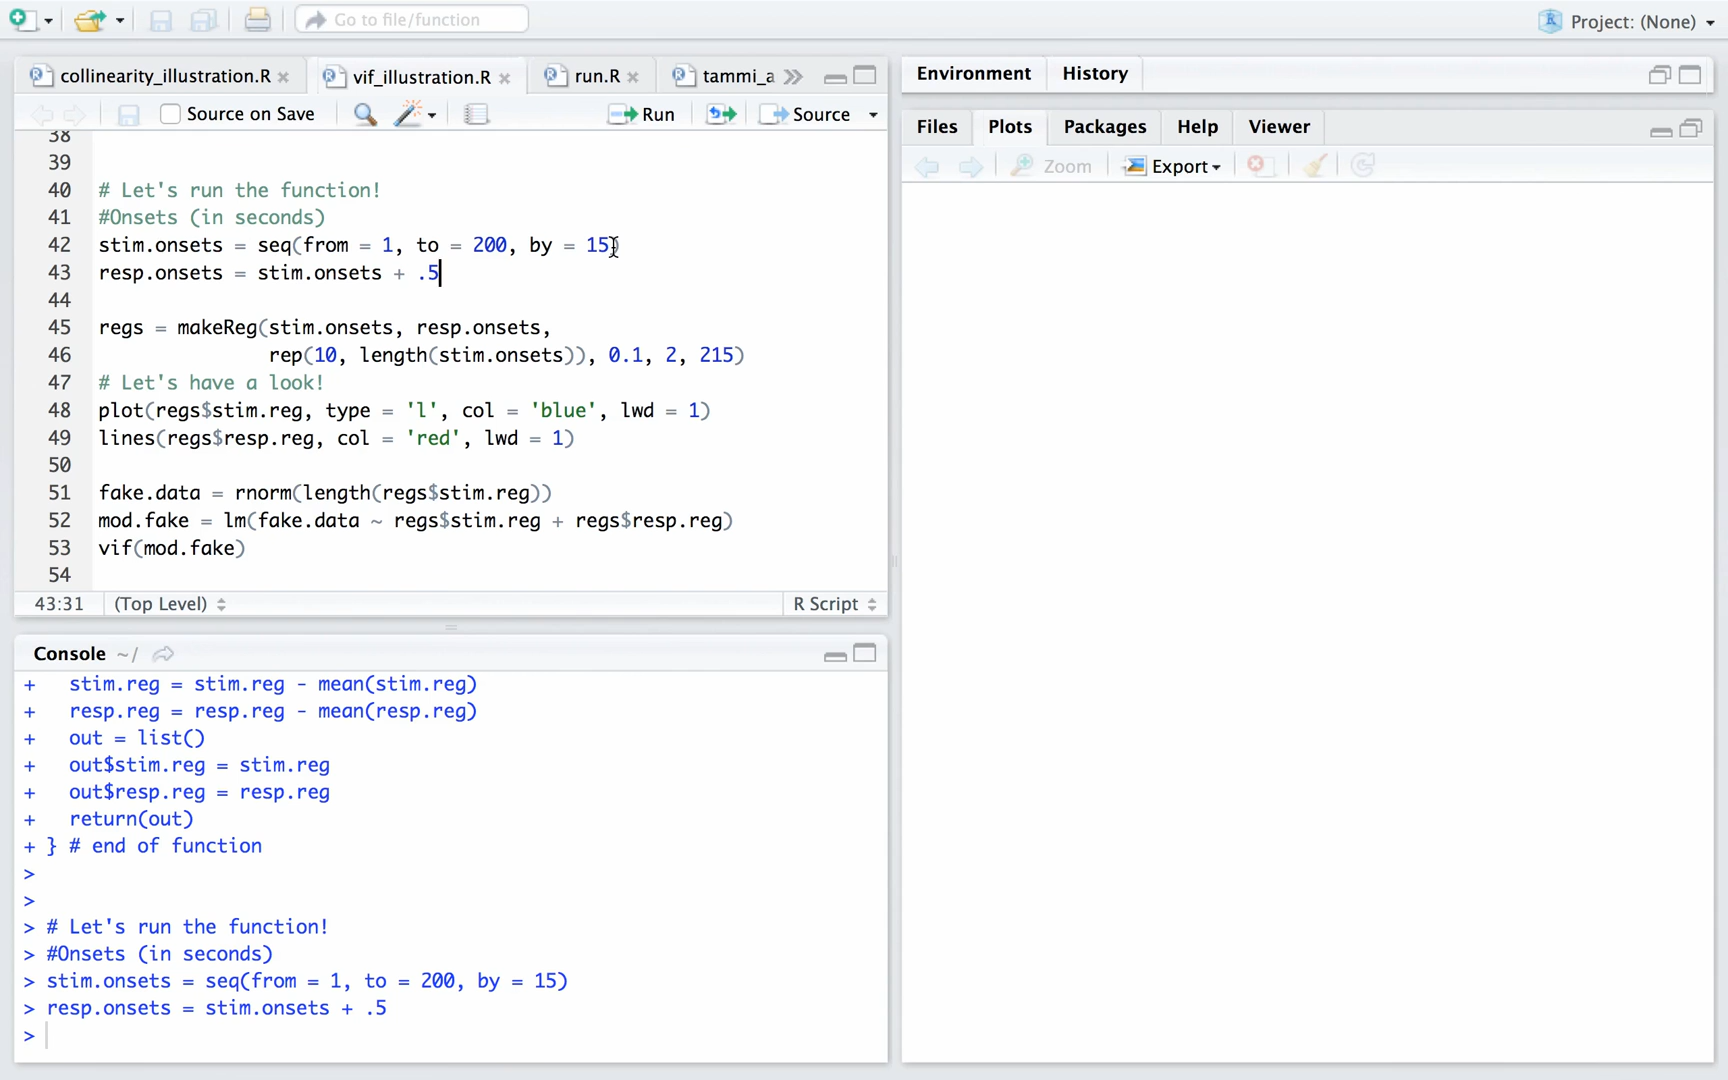 Go to file/function
Project: (None)
collinearity_illustration.R
vif_illustration.R
run.R
tammi_a
Source on Save
Run
Source
38
39
40 # Let's run the function!
41 #Onsets (in seconds)
42 stim.onsets = seq(from = 1, to = 200, by = 15)
43 resp.onsets = stim.onsets + .5
44
45 regs = makeReg(stim.onsets, resp.onsets,
46 rep(10, length(stim.onsets)), 0.1, 2, 215)
47 # Let's have a look!
48 plot(regs$stim.reg, type = 'l', col = 'blue', lwd = 1)
49 lines(regs$resp.reg, col = 'red', lwd = 1)
50
51 fake.data = rnorm(length(regs$stim.reg))
52 mod.fake = lm(fake.data ~ regs$stim.reg + regs$resp.reg)
53 vif(mod.fake)
54
43:31 (Top Level) R Script
Console ~/
+ stim.reg = stim.reg - mean(stim.reg)
+ resp.reg = resp.reg - mean(resp.reg)
+ out = list()
+ out$stim.reg = stim.reg
+ out$resp.reg = resp.reg
+ return(out)
+ } # end of function
>
>
> # Let's run the function!
> #Onsets (in seconds)
> stim.onsets = seq(from = 1, to = 200, by = 15)
> resp.onsets = stim.onsets + .5
>
Environment History
Files Plots Packages Help Viewer
Zoom Export